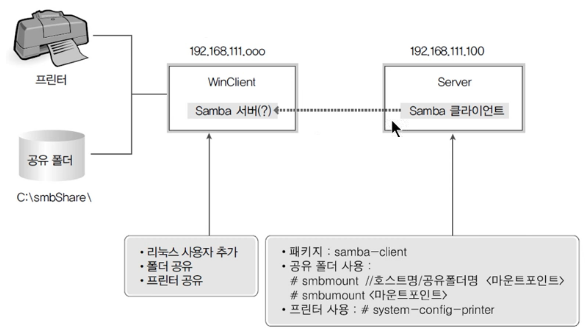 192.168.111.ooo
192.168.111.100
프린터
WinClient
Server
Samba 서버(?)
Samba 클라이언트
공유 폴더
C:\smbShare\
• 리눅스 사용자 추가
• 폴더 공유
• 프린터 공유
• 패키지 : samba-client
• 공유 폴더 사용 :
# smbmount //호스트명/공유폴더명 <마운트포인트>
# smbumount <마운트포인트>
• 프린터 사용 : # system-config-printer